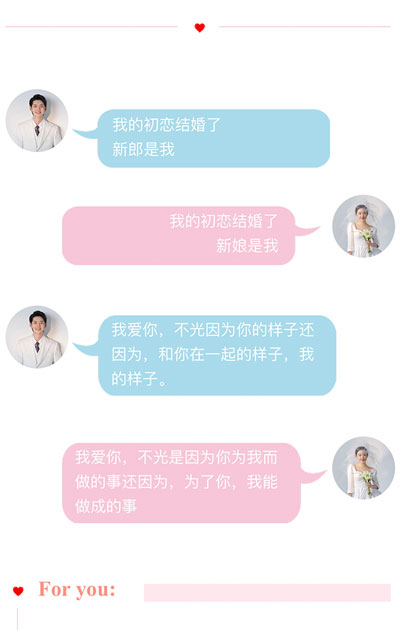 我的初恋结婚了
新郎是我
我的初恋结婚了
新娘是我
我爱你，不光因为你的样子还
因为，和你在一起的样子，我
的样子。
我爱你，不光是因为你为我而
做的事还因为，为了你，我能
做成的事
For you: